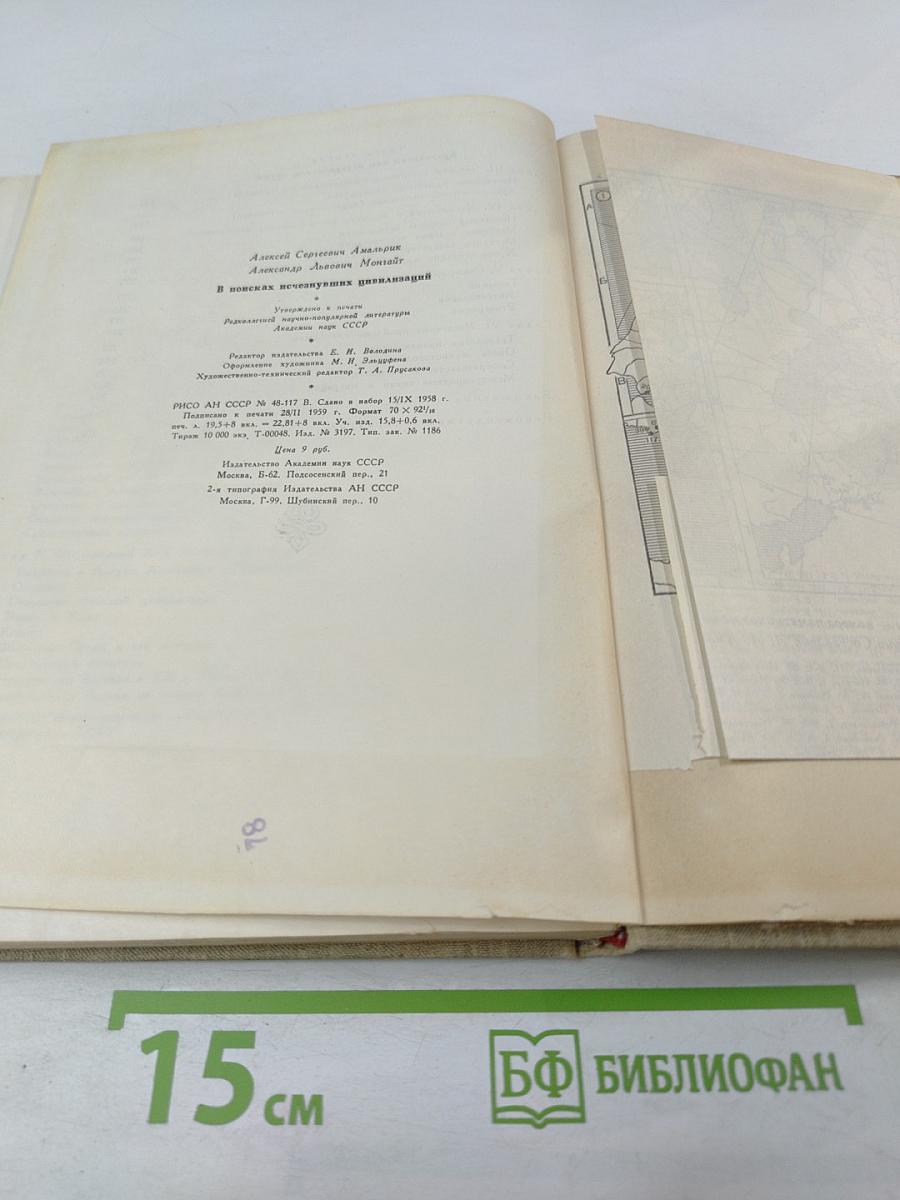 Алексей Сергеевич Амальрик
Александр Львович Монгайт
В поисках исчезнувших цивилизаций
*
Утверждено к печати
Редколлегией научно-популярной литературы
Академии наук СССР
*
Редактор издательства Е. И. Володина
Оформление художника М. И. Эльцуфена
Художественно-технический редактор Т. А. Прусакова
*
РИСО АН СССР № 48-117 В. Сдано в набор 15/IX 1958 г.
Подписано к печати 28/II 1959 г. Формат 70 × 92¹/₁₆
печ. л. 19,5+8 вкл. = 22,81+8 вкл. Уч. изд. 15,8+0,6 вкл.
Тираж 10 000 экз. Т-00048. Изд. № 3197. Тип. зак. № 1186
Цена 9 руб.
Издательство Академии наук СССР
Москва, Б-62, Подсосенский пер., 21
2-я типография Издательства АН СССР
Москва, Г-99, Шубинский пер., 10
78
1
А
Б
В
117
15 см
БФ БИБЛИОФАН